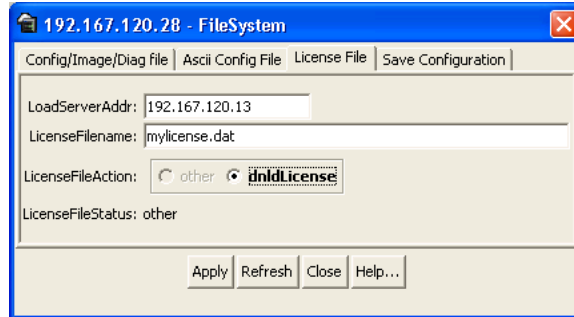 192.167.120.28 - FileSystem
Config/Image/Diag file Ascii Config File License File Save Configuration
LoadServerAddr: 192.167.120.13
LicenseFilename: mylicense.dat
LicenseFileAction: other dnldLicense
LicenseFileStatus: other
Apply Refresh Close Help...